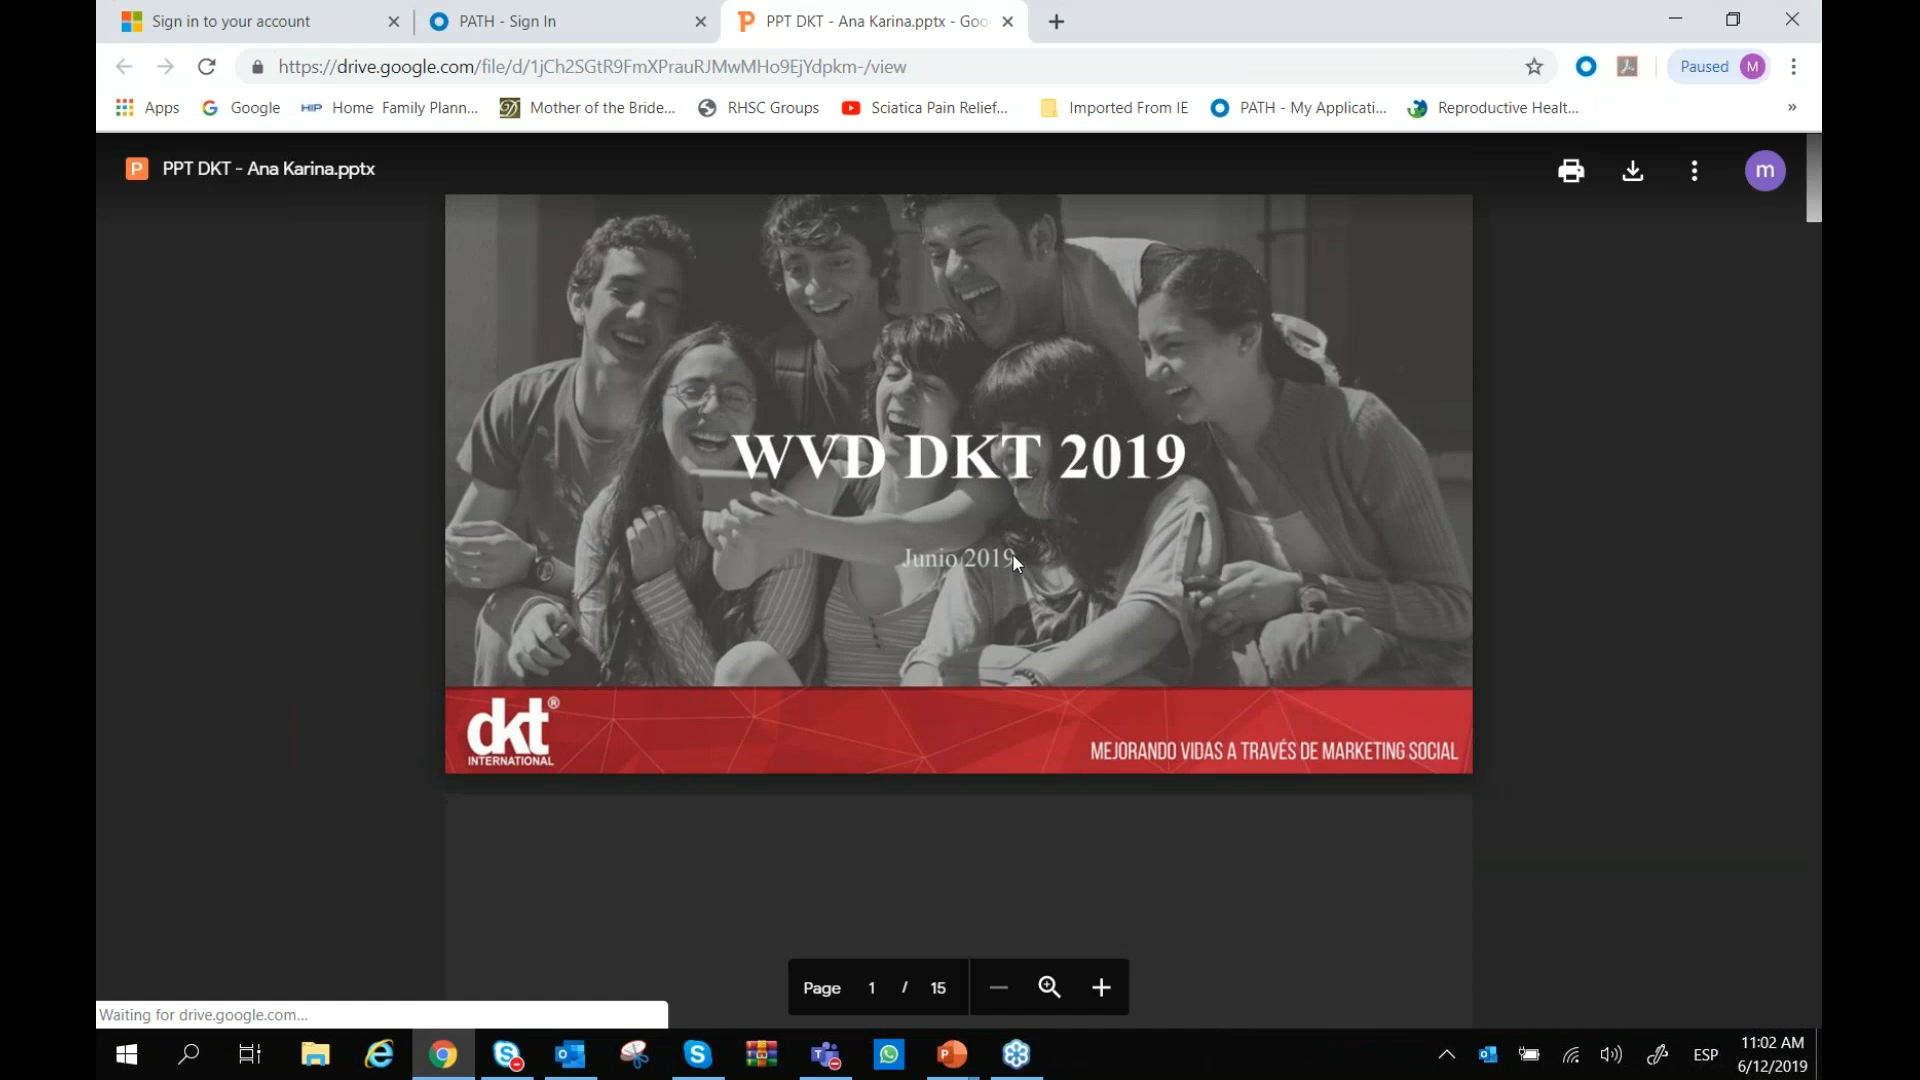 Sign in to your account
PATH - Sign In
PPT DKT - Ana Karina.pptx - Goo
https://drive.google.com/file/d/1jCh2SGtR9FmXPrauRJMwMHo9EjYdpkm-/view
Paused M
Apps
Google
HIP Home Family Plann...
Mother of the Bride...
RHSC Groups
Sciatica Pain Relief...
Imported From IE
PATH - My Applicati...
Reproductive Healt...
»
P PPT DKT - Ana Karina.pptx
m
WVD DKT 2019
Junio 2019
dkt®
INTERNATIONAL
MEJORANDO VIDAS A TRAVÉS DE MARKETING SOCIAL
Page 1 / 15
Waiting for drive.google.com...
ESP
11:02 AM
6/12/2019